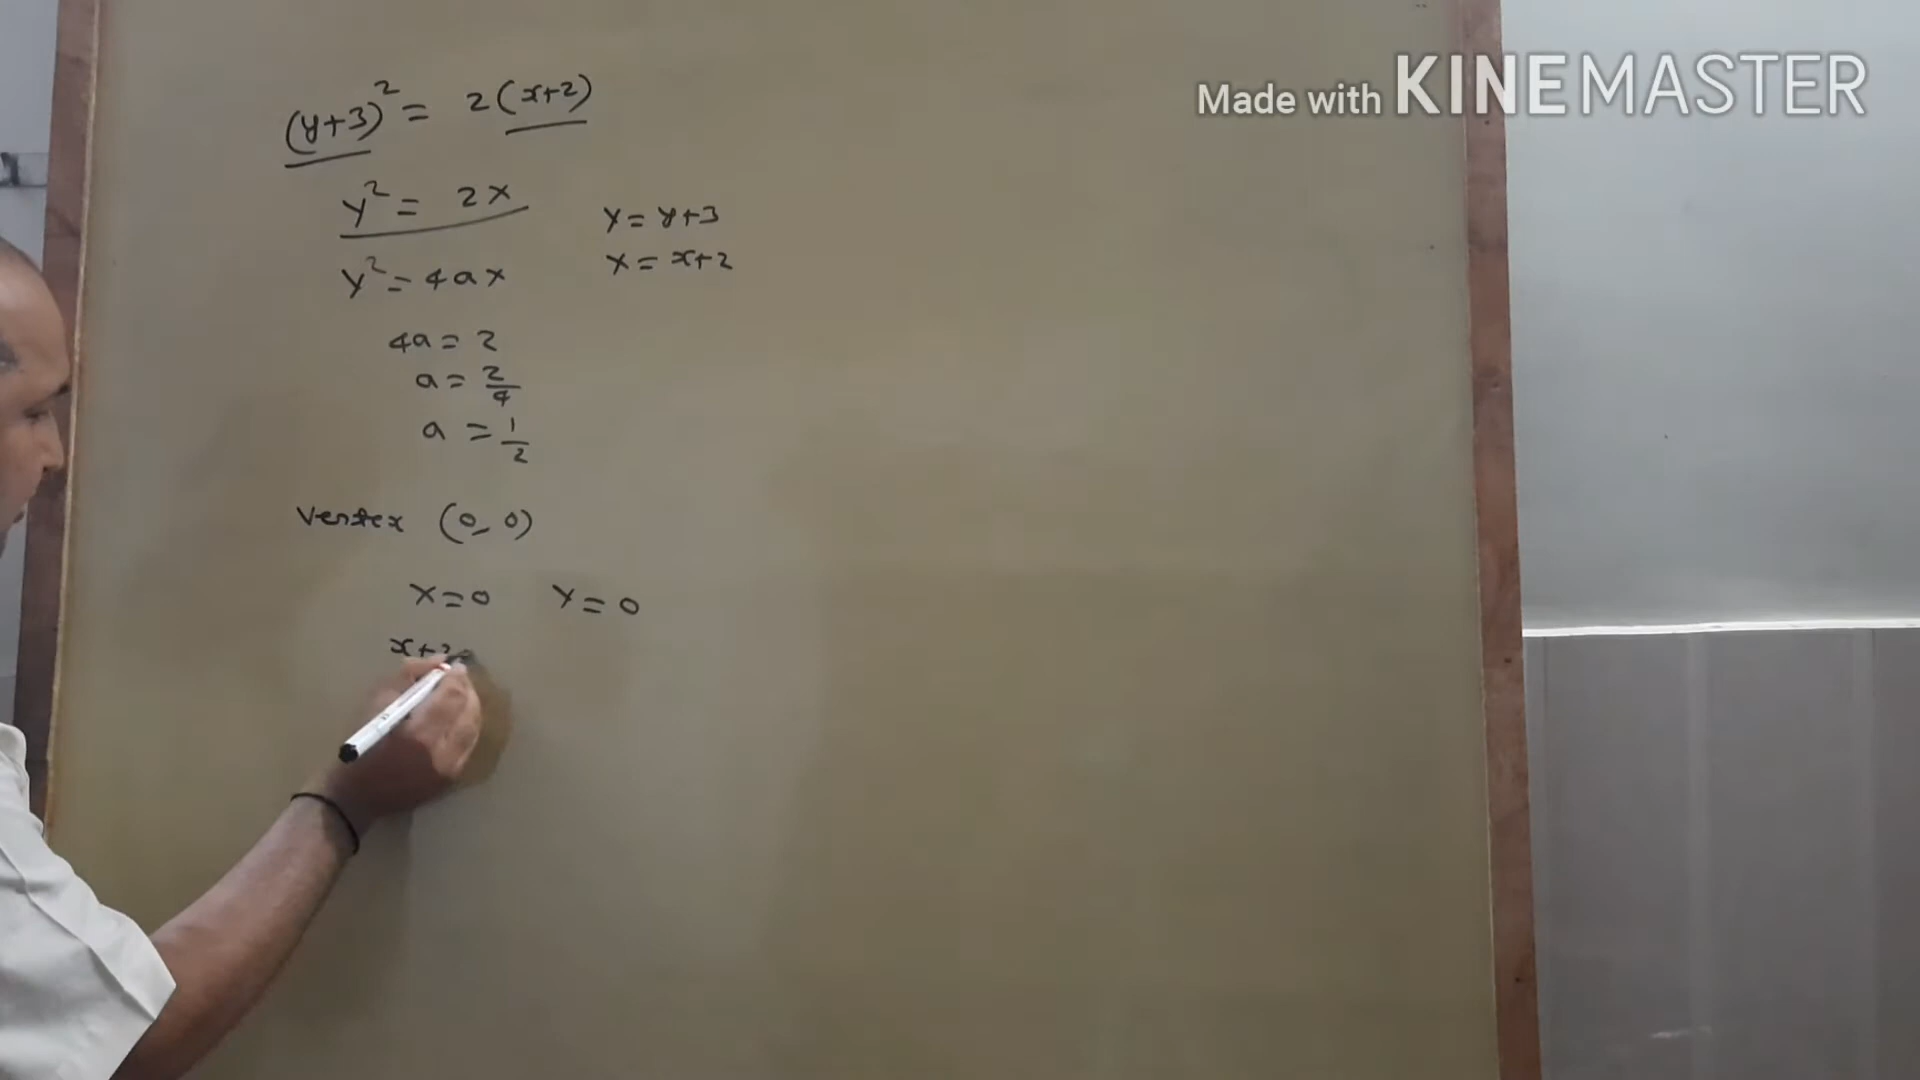 Made with KINEMASTER
(y+3)² = 2(x+2)
Y² = 2X
Y = y+3
X = x+2
Y² = 4aX
4a = 2
a = 2/4
a = 1/2
Vertex (0, 0)
X = 0 Y = 0
x+2